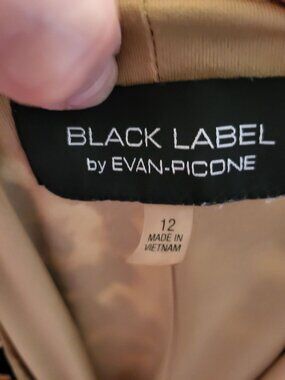 BLACK LABEL
by EVAN-PICONE
12
MADE IN
VIETNAM